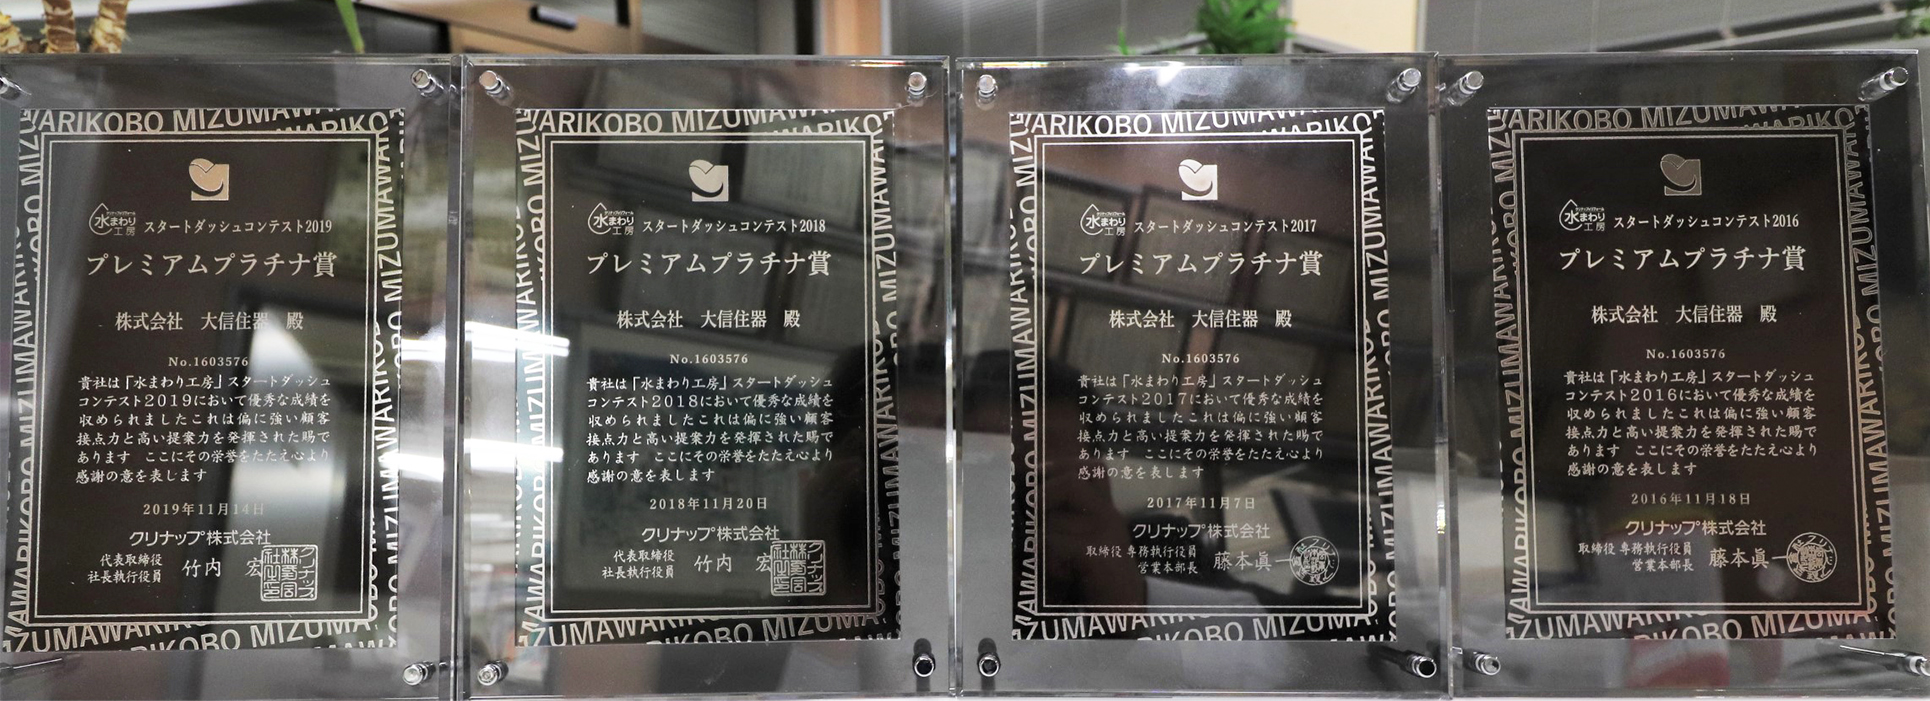 ARIKOBO MIZUMAWARIKOBO
水まわり工房 スタートダッシュコンテスト2019
プレミアムプラチナ賞
株式会社 大信住器 殿
No.1603576
貴社は「水まわり工房」スタートダッシュ
コンテスト2019において優秀な成績を
収められましたこれは偏に強い顧客
接点力と高い提案力を発揮された賜で
あります ここにその栄誉をたたえ心より
感謝の意を表します
2019年11月14日
クリナップ株式会社
代表取締役
社長執行役員 竹内 宏
ARIKOBO MIZUMAWARIKOBO
水まわり工房 スタートダッシュコンテスト2018
プレミアムプラチナ賞
株式会社 大信住器 殿
No.1603576
貴社は「水まわり工房」スタートダッシュ
コンテスト2018において優秀な成績を
収められましたこれは偏に強い顧客
接点力と高い提案力を発揮された賜で
あります ここにその栄誉をたたえ心より
感謝の意を表します
2018年11月20日
クリナップ株式会社
代表取締役
社長執行役員 竹内 宏
ARIKOBO MIZUMAWARIKOBO
水まわり工房 スタートダッシュコンテスト2017
プレミアムプラチナ賞
株式会社 大信住器 殿
No.1603576
貴社は「水まわり工房」スタートダッシュ
コンテスト2017において優秀な成績を
収められましたこれは偏に強い顧客
接点力と高い提案力を発揮された賜で
あります ここにその栄誉をたたえ心より
感謝の意を表します
2017年11月7日
クリナップ株式会社
取締役 専務執行役員
営業本部長 藤本眞一
ARIKOBO MIZUMAWARIKOBO
水まわり工房 スタートダッシュコンテスト2016
プレミアムプラチナ賞
株式会社 大信住器 殿
No.1603576
貴社は「水まわり工房」スタートダッシュ
コンテスト2016において優秀な成績を
収められましたこれは偏に強い顧客
接点力と高い提案力を発揮された賜で
あります ここにその栄誉をたたえ心より
感謝の意を表します
2016年11月18日
クリナップ株式会社
取締役 専務執行役員
営業本部長 藤本眞一